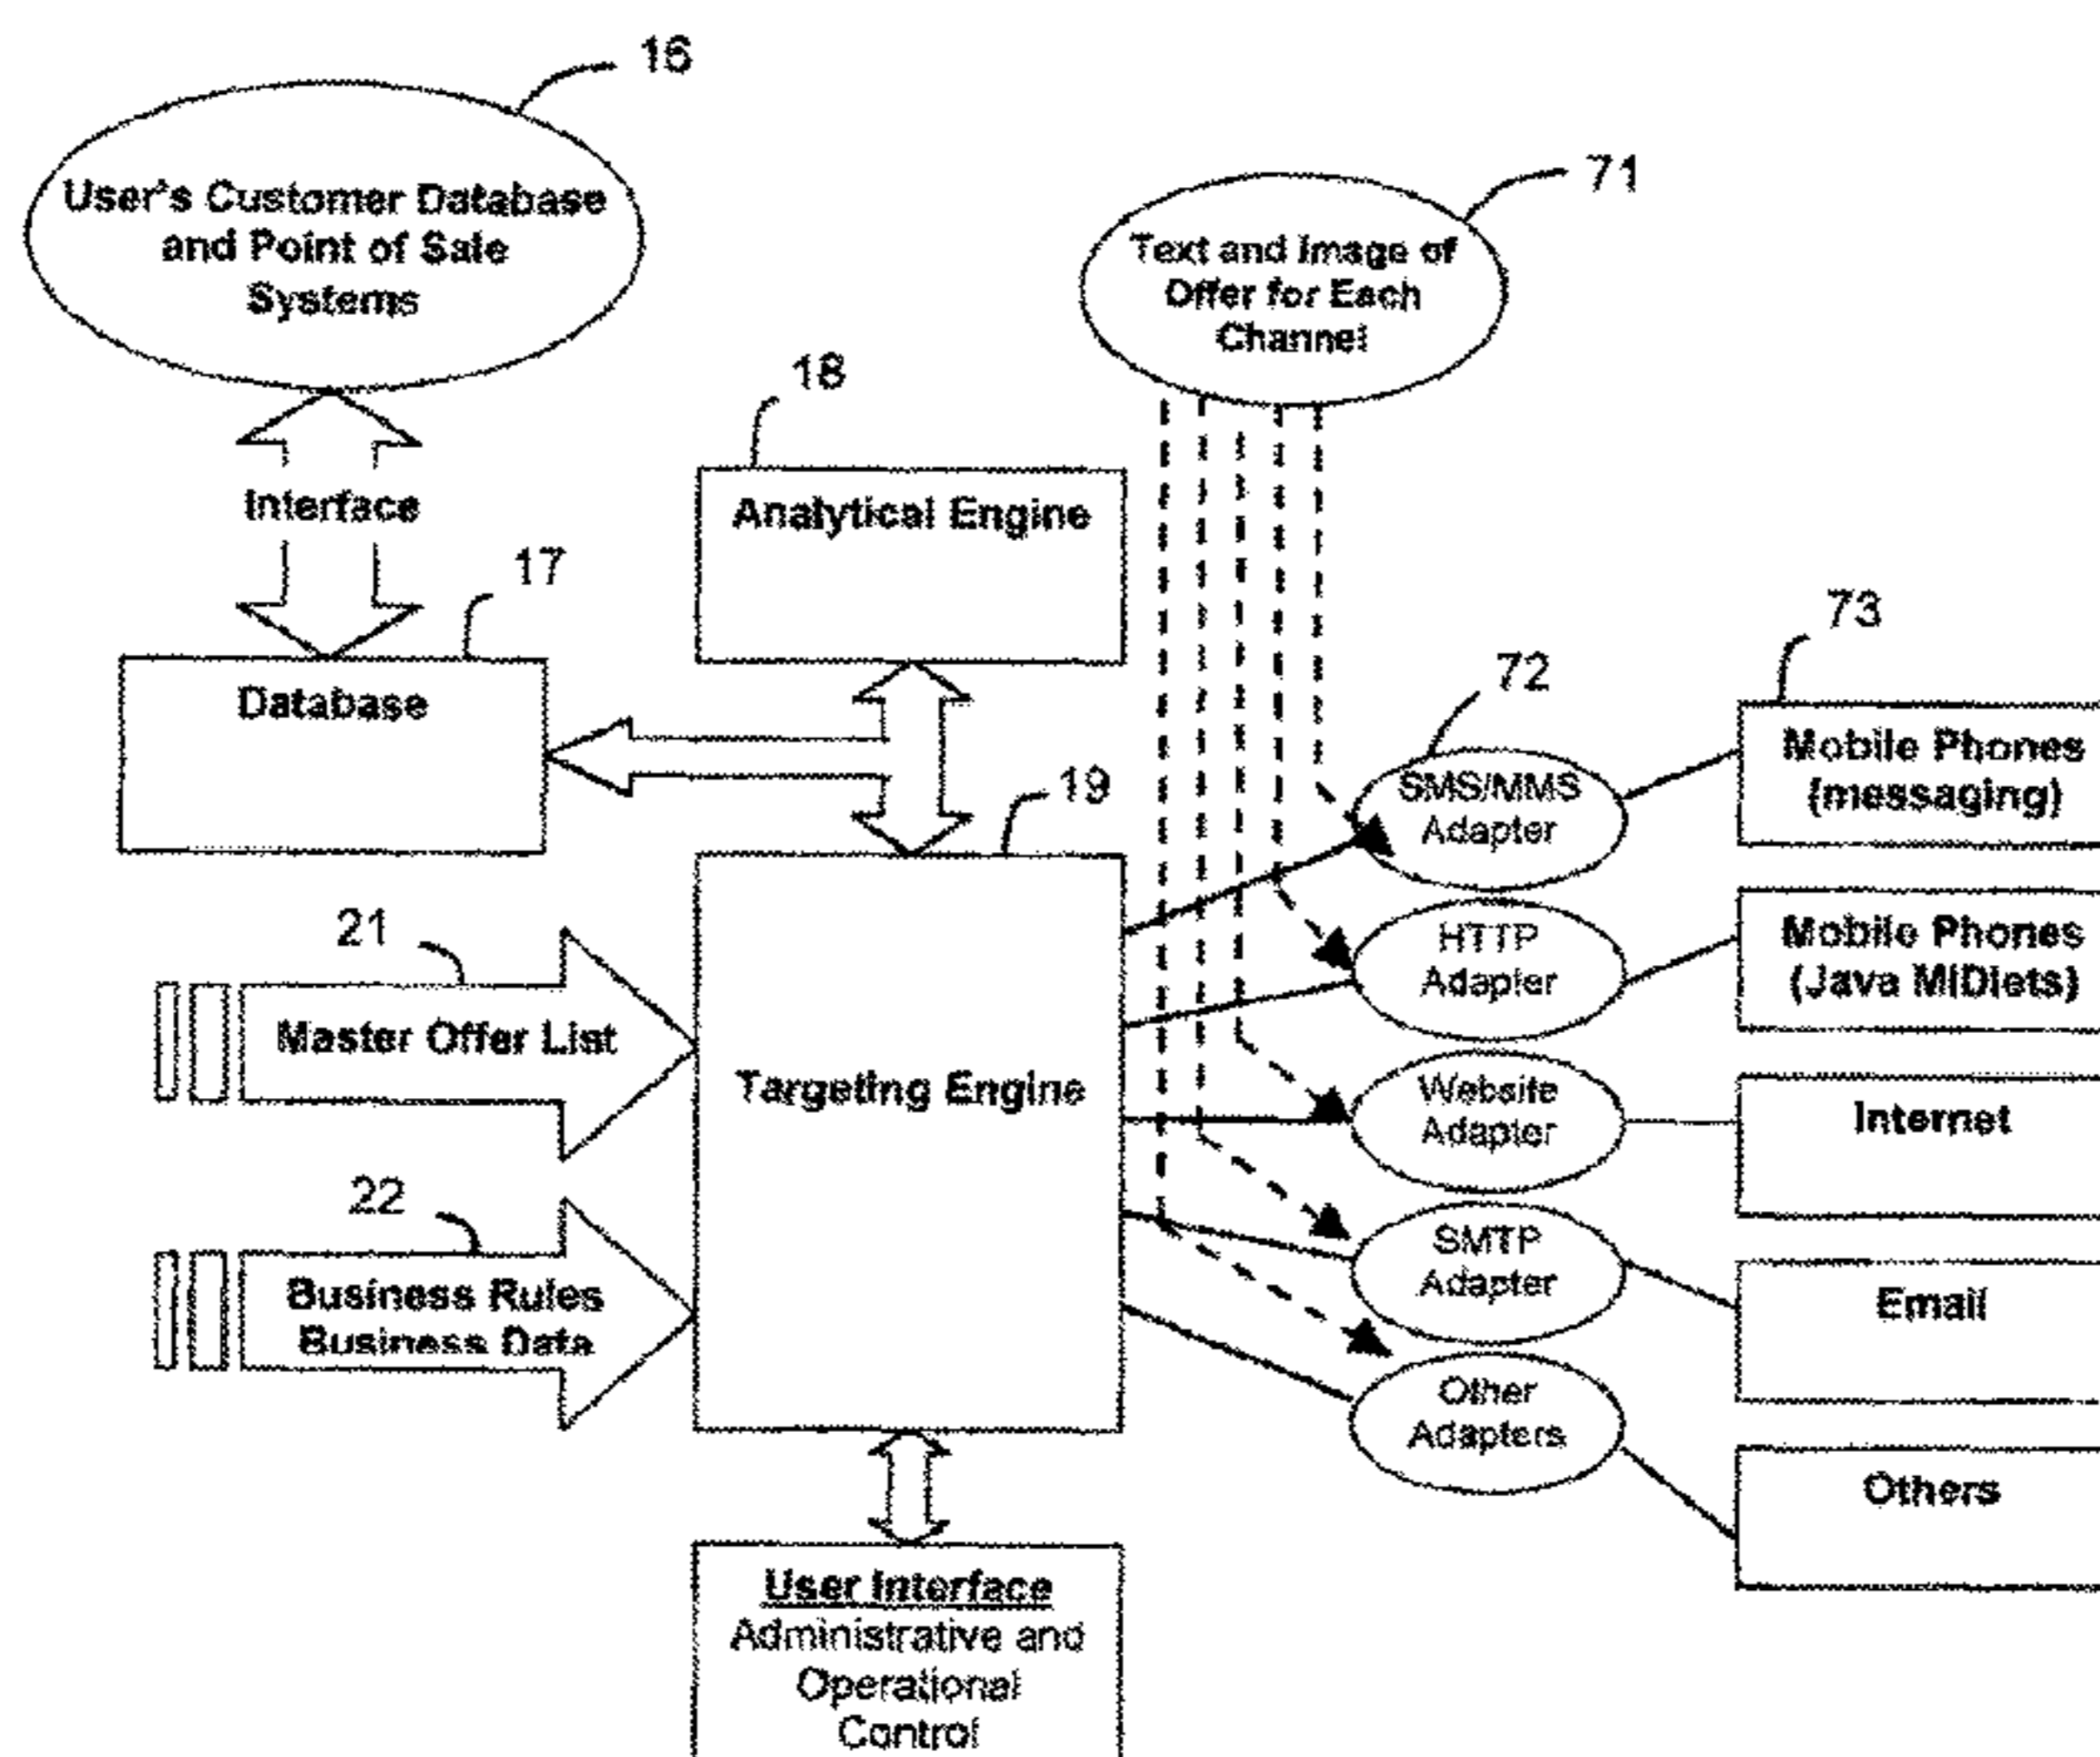 16
User's Customer Database
and Point of Sale
Systems
71
Text and Image of
Offer for Each
Channel
18
Analytical Engine
Interface
17
Database
73
72
Mobile Phones
(messaging)
SMS/MMS
Adapter
19
Mobile Phones
(Java MIDlets)
HTTP
Adapter
21
Master Offer List
Targeting Engine
Website
Adapter
Internet
22
Business Rules
Business Data
SMTP
Adapter
Email
Other
Adapters
Others
User Interface
Administrative and
Operational
Control